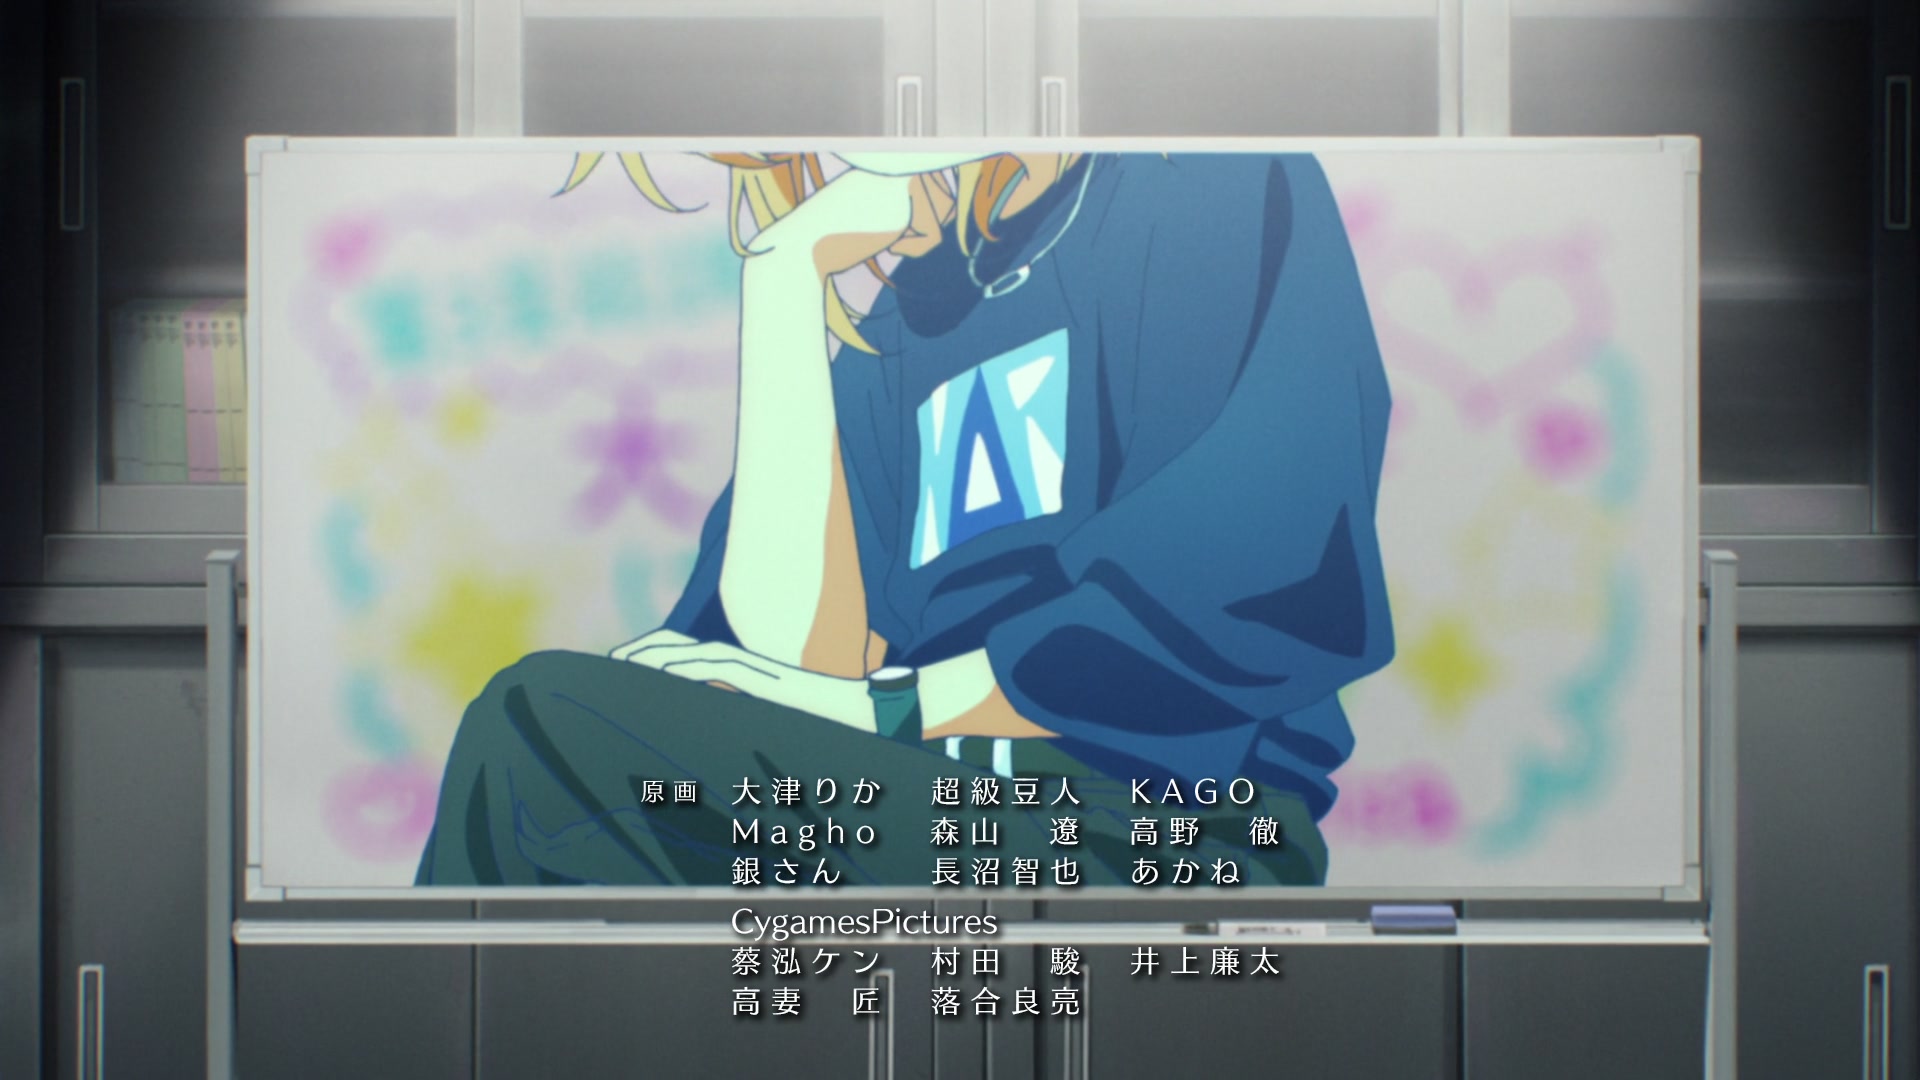 原画 大津りか 超級豆人 KAGO
Magho 森山 遼 高野 徹
銀さん 長沼智也 あかね
CygamesPictures
蔡泓ケン 村田 駿 井上廉太
高妻 匠 落合良亮